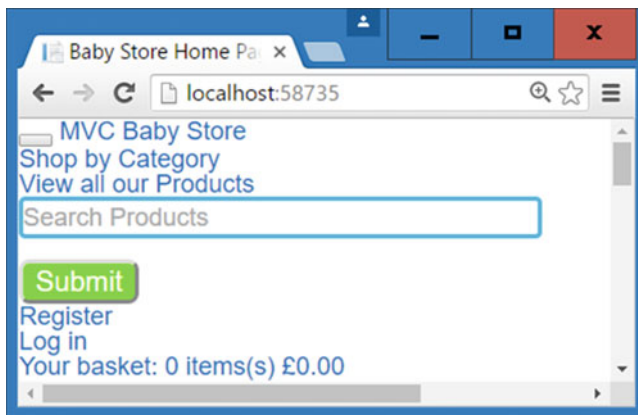 Baby Store Home Pa
localhost:58735
MVC Baby Store
Shop by Category
View all our Products
Search Products
Submit
Register
Log in
Your basket: 0 items(s) £0.00